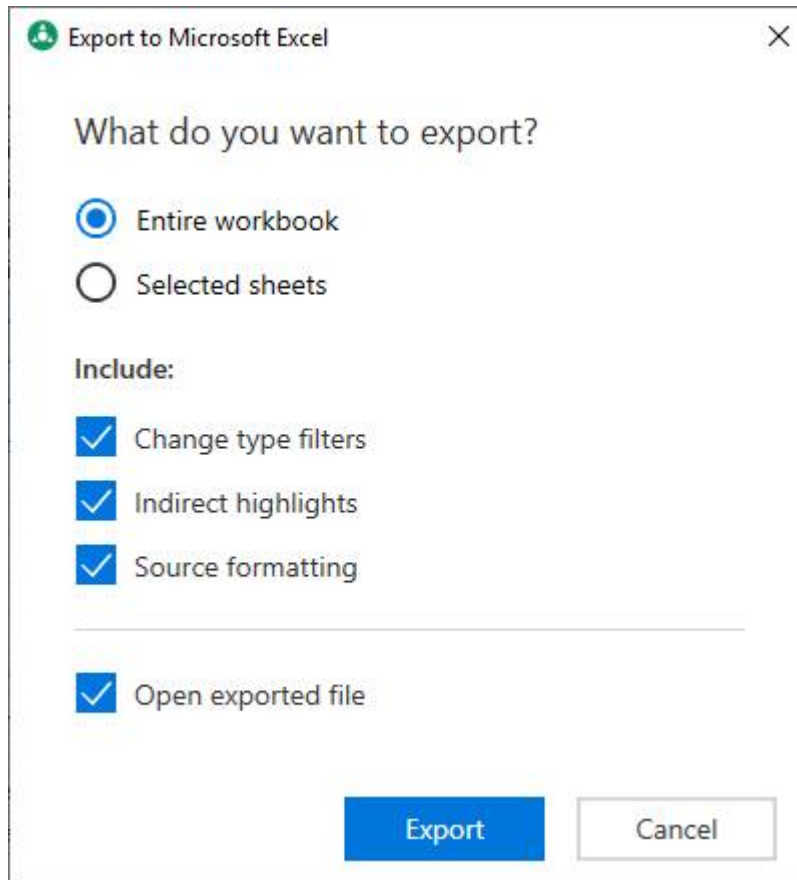 Export to Microsoft Excel
What do you want to export?
Entire workbook
Selected sheets
Include:
Change type filters
Indirect highlights
Source formatting
Open exported file
Export
Cancel